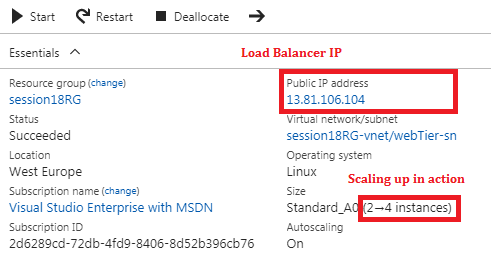 Start Restart Deallocate
Essentials
Load Balancer IP
Resource group (change)
session18RG
Status
Succeeded
Location
West Europe
Subscription name (change)
Visual Studio Enterprise with MSDN
Subscription ID
2d6289cd-72db-4fd9-8406-8d52b396cb76
Public IP address
13.81.106.104
Virtual network/subnet
session18RG-vnet/webTier-sn
Operating system
Linux
Scaling up in action
Size
Standard_A0 (2→4 instances)
Autoscaling
On